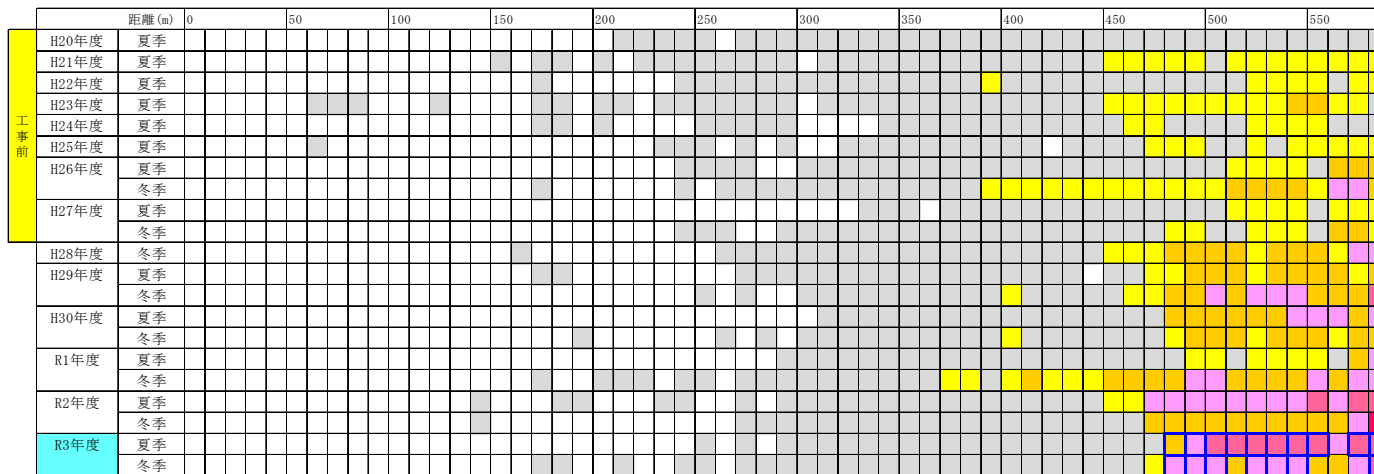 距離(m) 0 50 100 150 200 250 300 350 400 450 500 550
工事前
H20年度 夏季
H21年度 夏季
H22年度 夏季
H23年度 夏季
H24年度 夏季
H25年度 夏季
H26年度 夏季
冬季
H27年度 夏季
冬季
H28年度 冬季
H29年度 夏季
冬季
H30年度 夏季
冬季
R1年度 夏季
冬季
R2年度 夏季
冬季
R3年度 夏季
冬季